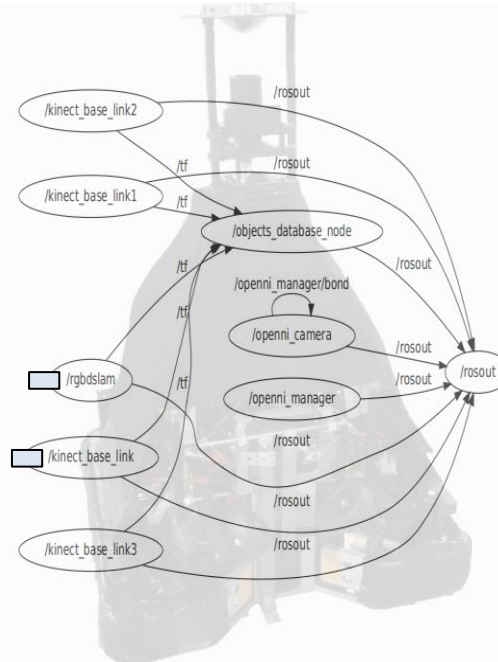 /kinect_base_link2
/rosout
/tf
/rosout
/kinect_base_link1
/tf
/objects_database_node
/tf
/rosout
/openni_manager/bond
/tf
/openni_camera
/rosout
/rosout
/rgbdslam
/rosout
/tf
/openni_manager
/rosout
/kinect_base_link
/rosout
/rosout
/kinect_base_link3